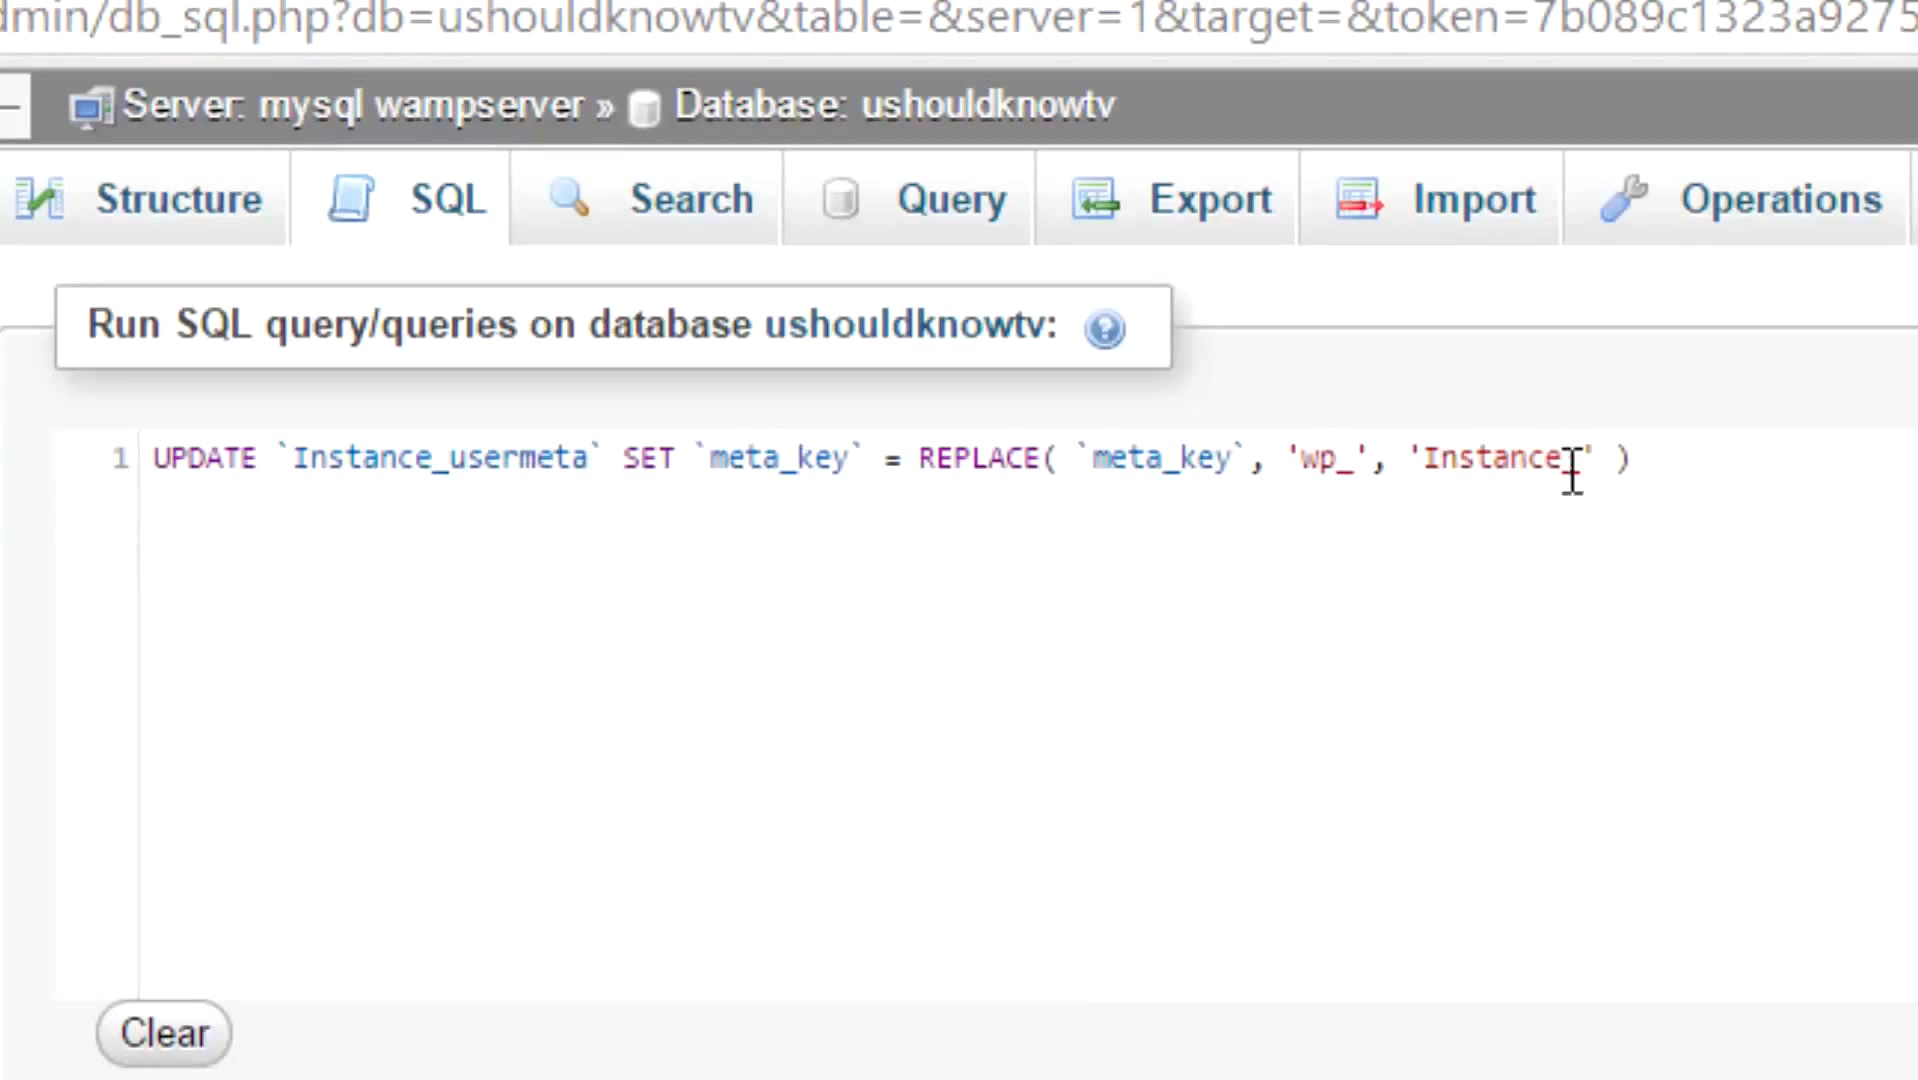 dmin/db_sql.php?db=ushouldknowtv&table=&server=1&target=&token=7b089c1323a9275
Server: mysql wampserver » Database: ushouldknowtv
Structure SQL Search Query Export Import Operations
Run SQL query/queries on database ushouldknowtv:
1 UPDATE `Instance_usermeta` SET `meta_key` = REPLACE( `meta_key`, 'wp_', 'Instance_' )
Clear